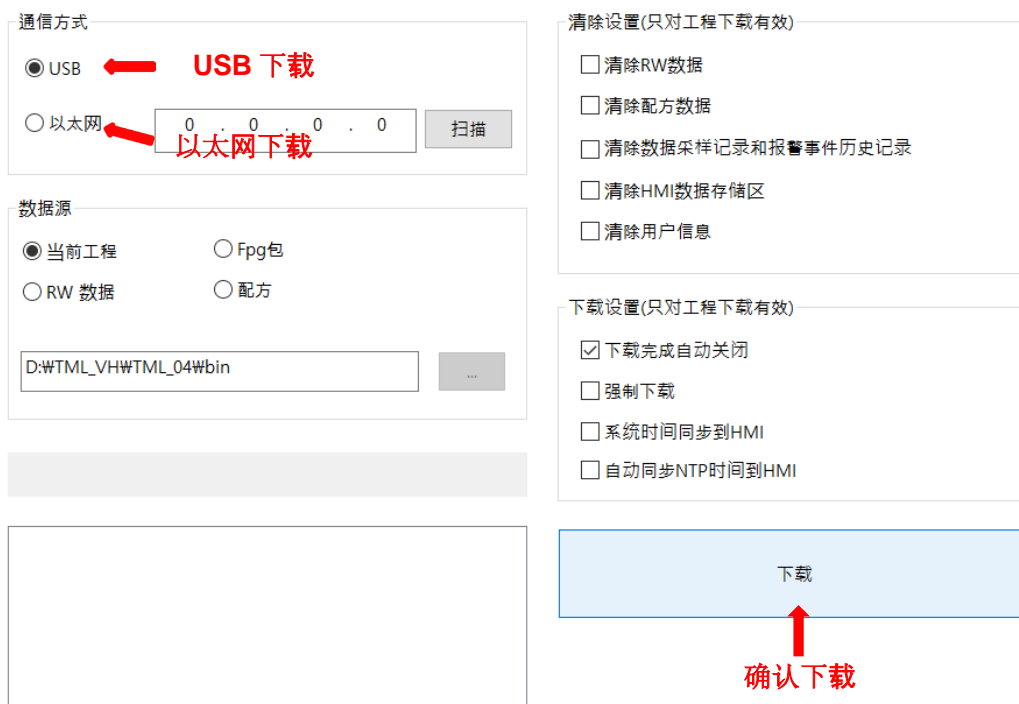 通信方式
USB
USB 下载
以太网
0 . 0 . 0 . 0
扫描
以太网下载
数据源
当前工程
Fpg包
RW 数据
配方
D:₩TML_VH₩TML_04₩bin
...
清除设置(只对工程下载有效)
清除RW数据
清除配方数据
清除数据采样记录和报警事件历史记录
清除HMI数据存储区
清除用户信息
下载设置(只对工程下载有效)
下载完成自动关闭
强制下载
系统时间同步到HMI
自动同步NTP时间到HMI
下载
确认下载